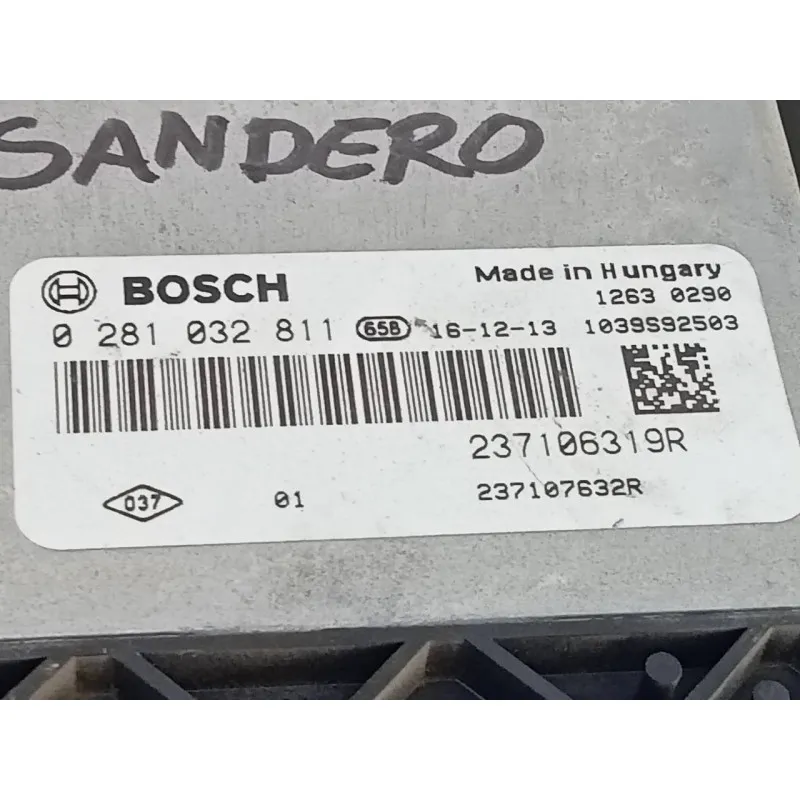 SANDERO
BOSCH
Made in Hungary
1263 0290
0 281 032 811 65B 16-12-13 1039S92503
237106319R
037 01 237107632R